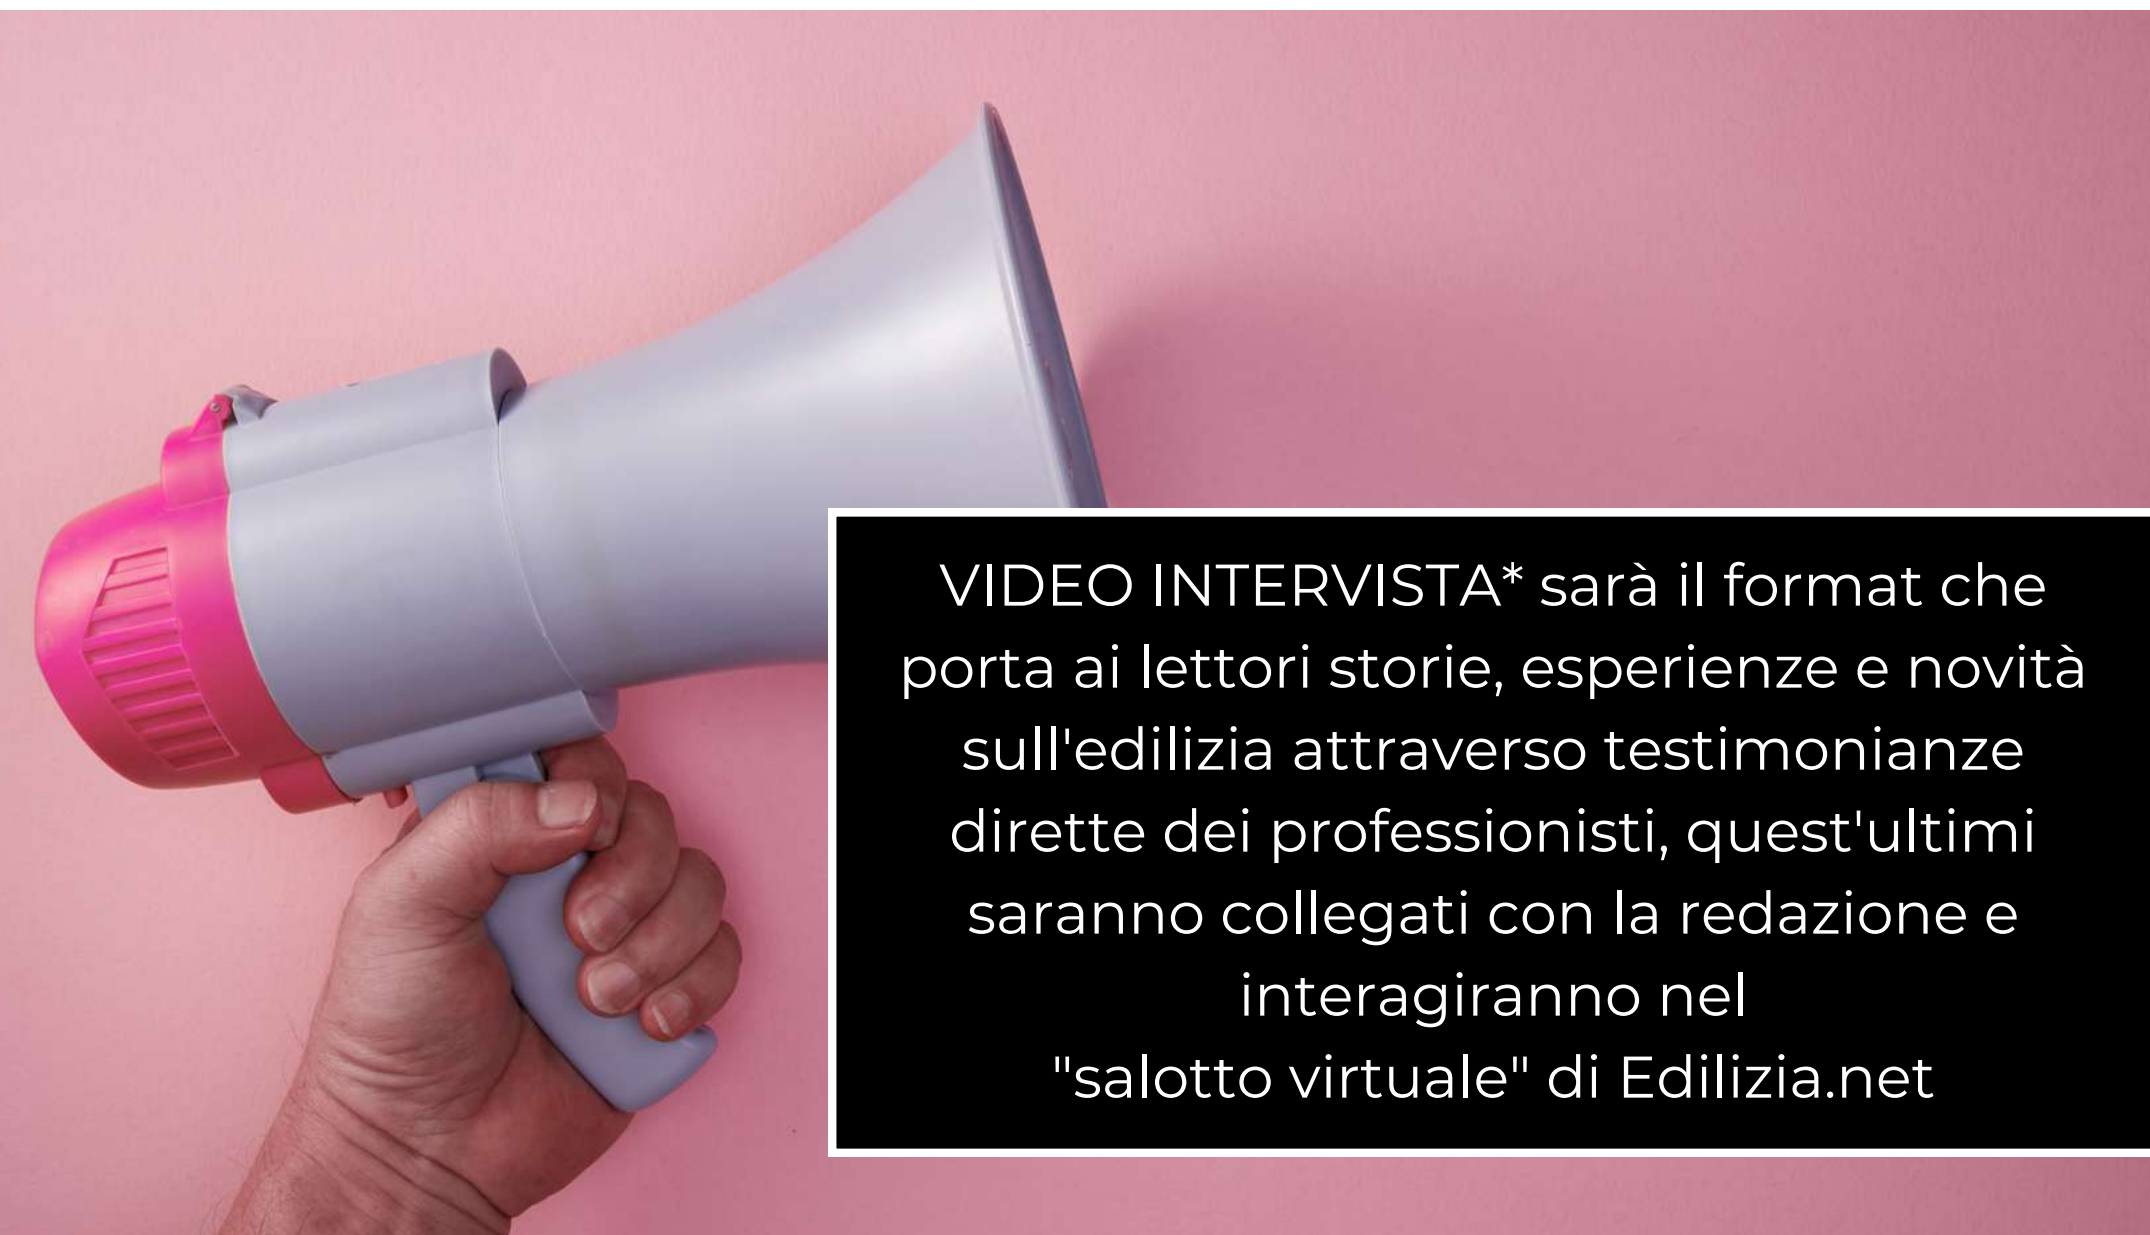 VIDEO INTERVISTA* sarà il format che
porta ai lettori storie, esperienze e novità
sull'edilizia attraverso testimonianze
dirette dei professionisti, quest'ultimi
saranno collegati con la redazione e
interagiranno nel
"salotto virtuale" di Edilizia.net